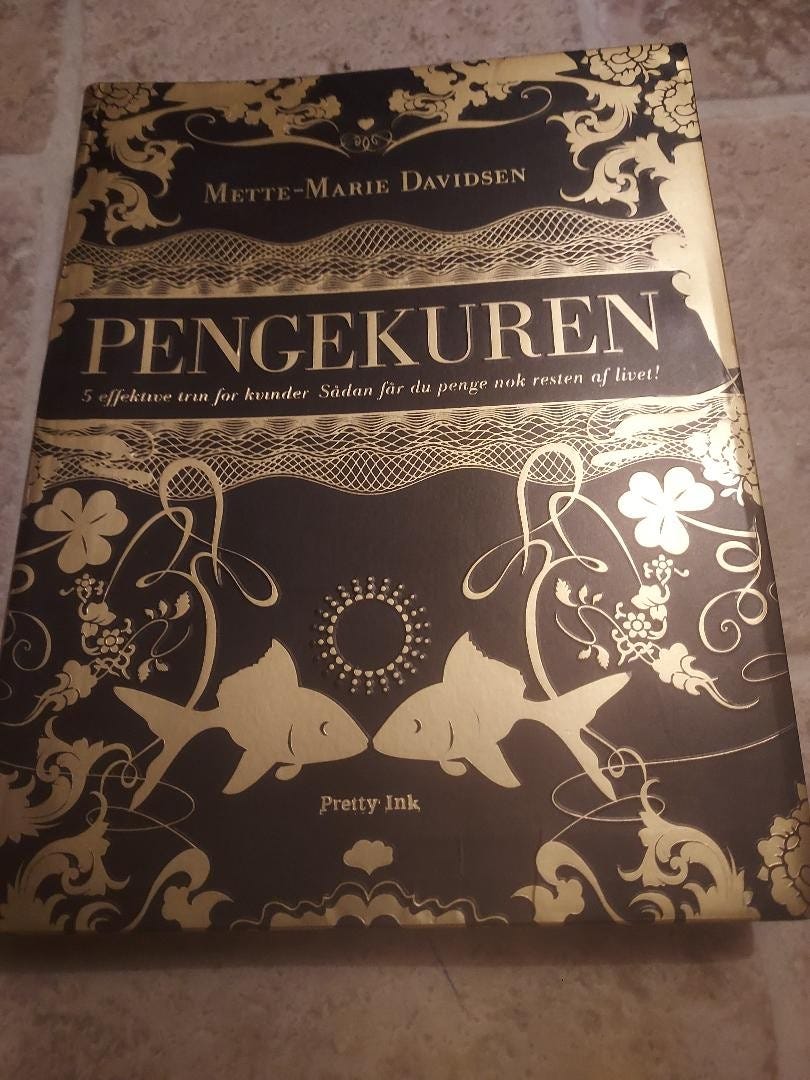 METTE-MARIE DAVIDSEN
PENGEKUREN
5 effektive trin for kvinder Sådan får du penge nok resten af livet!
Pretty Ink